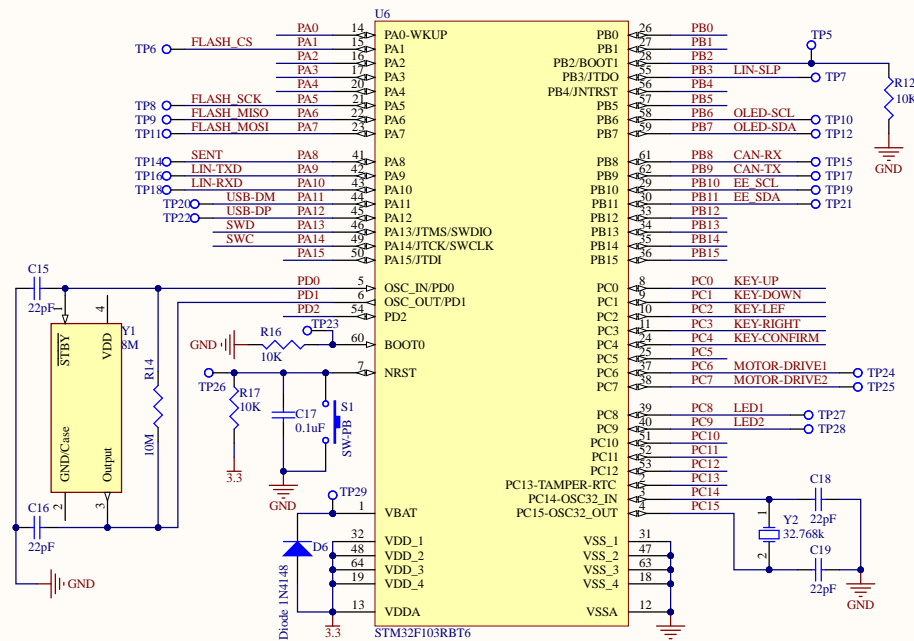 U6
PA0 14 PA0-WKUP PB0 26 PB0
TP6 FLASH_CS PA1 15 PA1 PB1 27 PB1
PA2 16 PA2 PB2/BOOT1 28 PB2 TP5
PA3 17 PA3 PB3/JTDO 55 PB3 LIN-SLP TP7
PA4 20 PA4 PB4/JNTRST 56 PB4
TP8 FLASH_SCK PA5 21 PA5 PB5 57 PB5
R12
10K
TP9 FLASH_MISO PA6 22 PA6 PB6 58 PB6 OLED-SCL TP10
TP11 FLASH_MOSI PA7 23 PA7 PB7 59 PB7 OLED-SDA TP12
GND
TP14 SENT PA8 41 PA8 PB8 61 PB8 CAN-RX TP15
TP16 LIN-TXD PA9 42 PA9 PB9 62 PB9 CAN-TX TP17
TP18 LIN-RXD PA10 43 PA10 PB10 29 PB10 EE_SCL TP19
TP20 USB-DM PA11 44 PA11 PB11 30 PB11 EE_SDA TP21
TP22 USB-DP PA12 45 PA12 PB12 33 PB12
SWD PA13 46 PA13/JTMS/SWDIO PB13 34 PB13
SWC PA14 49 PA14/JTCK/SWCLK PB14 35 PB14
PA15 50 PA15/JTDI PB15 36 PB15
C15
22pF
PD0 5 OSC_IN/PD0 PC0 8 PC0 KEY-UP
PD1 6 OSC_OUT/PD1 PC1 9 PC1 KEY-DOWN
PD2 54 PD2 PC2 10 PC2 KEY-LEF
TP23 PC3 11 PC3 KEY-RIGHT
GND R16 10K 60 BOOT0 PC4 24 PC4 KEY-CONFIRM
PC5 25 PC5
TP26 7 NRST PC6 37 PC6 MOTOR-DRIVE1 TP24
PC7 38 PC7 MOTOR-DRIVE2 TP25
1 4
STBY VDD
Y1
8M
R14
10M
GND/Case Output
2 3
C16
22pF
GND
R17
10K
3.3
C17
0.1uF
S1
SW-PB
GND
PC8 39 PC8 LED1 TP27
PC9 40 PC9 LED2 TP28
PC10 51 PC10
PC11 52 PC11
PC12 53 PC12
PC13-TAMPER-RTC 2 PC13
PC14-OSC32_IN 3 PC14
PC15-OSC32_OUT 4 PC15
C18
22pF
1
Y2
32.768k
2
C19
22pF
GND
TP29
1 VBAT
D6
Diode 1N4148
32 VDD_1 VSS_1 31
48 VDD_2 VSS_2 47
64 VDD_3 VSS_3 63
19 VDD_4 VSS_4 18
13 VDDA VSSA 12
3.3
STM32F103RBT6